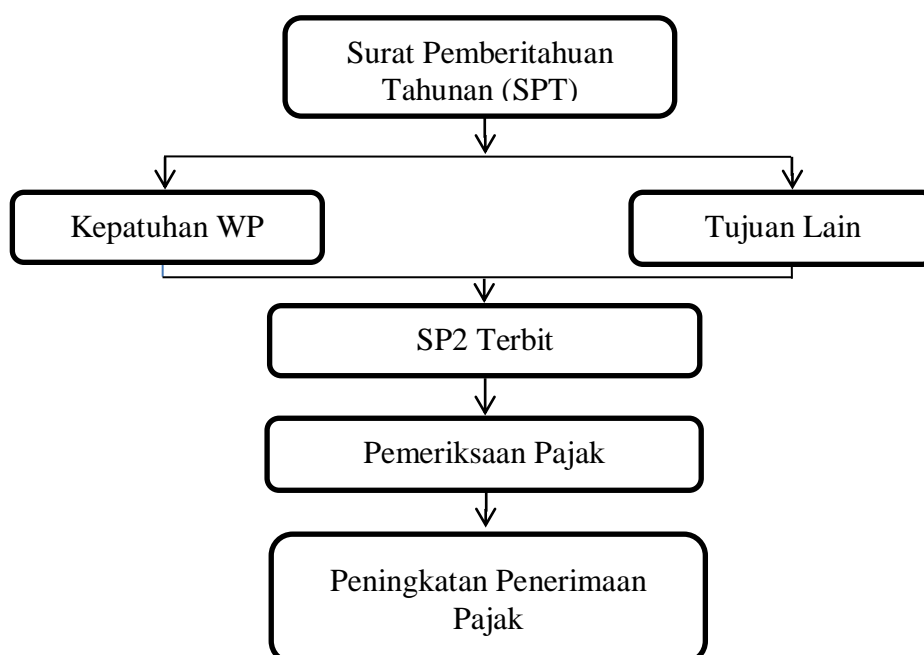 Surat Pemberitahuan
Tahunan (SPT)
Kepatuhan WP
Tujuan Lain
SP2 Terbit
Pemeriksaan Pajak
Peningkatan Penerimaan
Pajak